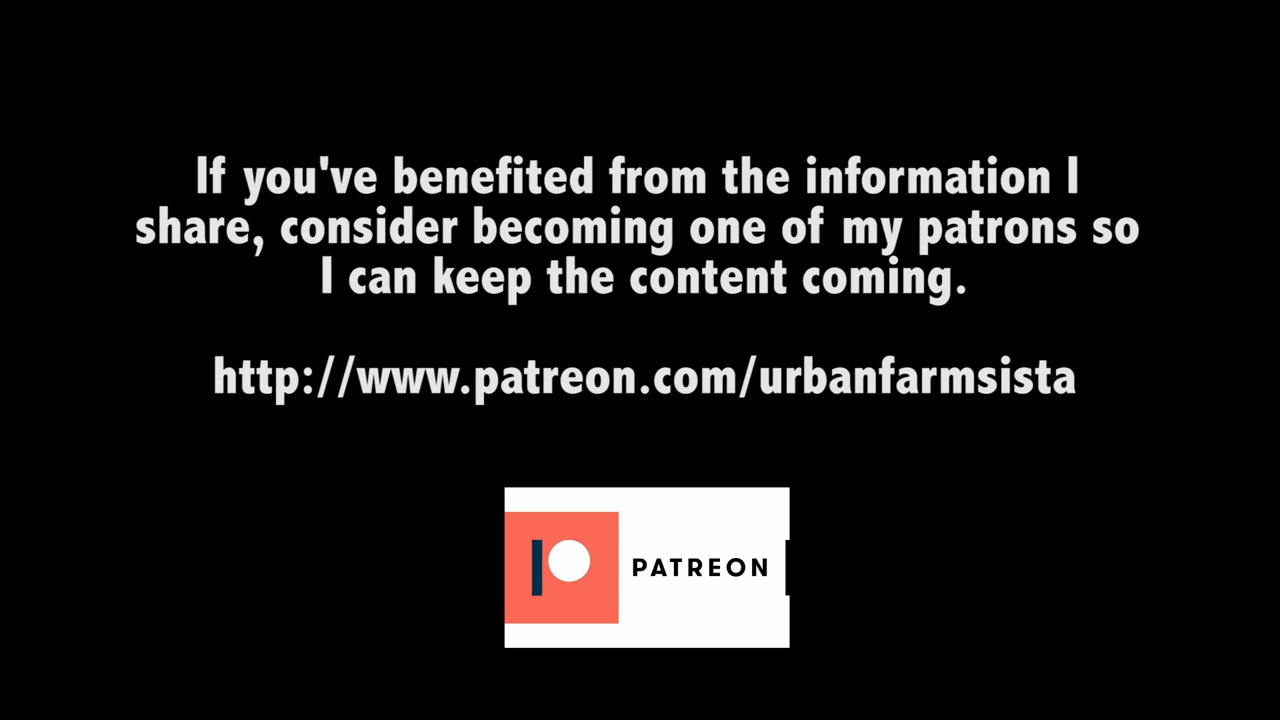 If you've benefited from the information I
share, consider becoming one of my patrons so
I can keep the content coming.
http://www.patreon.com/urbanfarmsista
PATREON